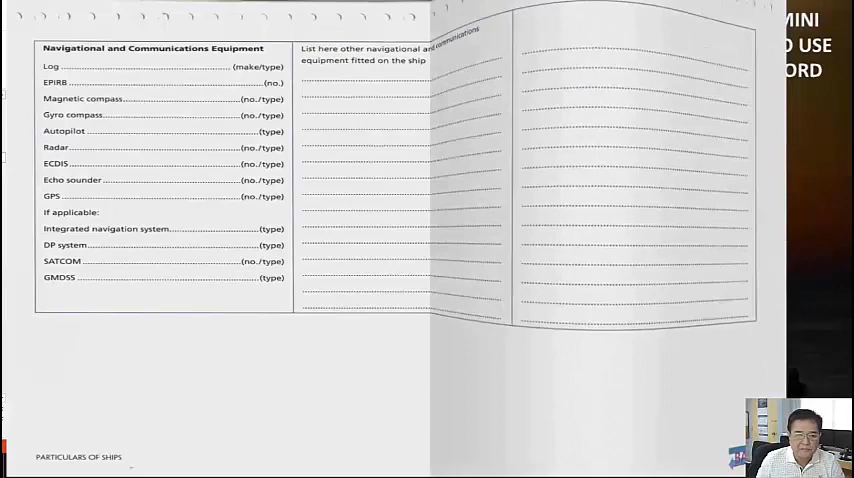 Navigational and Communications Equipment
Log (make/type)
EPIRB (no.)
Magnetic compass (no./type)
Gyro compass (no./type)
Autopilot (type)
Radar (no./type)
ECDIS (no./type)
Echo sounder (no./type)
GPS (no./type)
If applicable:
Integrated navigation system (type)
DP system (type)
SATCOM (no./type)
GMDSS (type)
List here other navigational and communications
equipment fitted on the ship
PARTICULARS OF SHIPS
MINI
USE
ORD